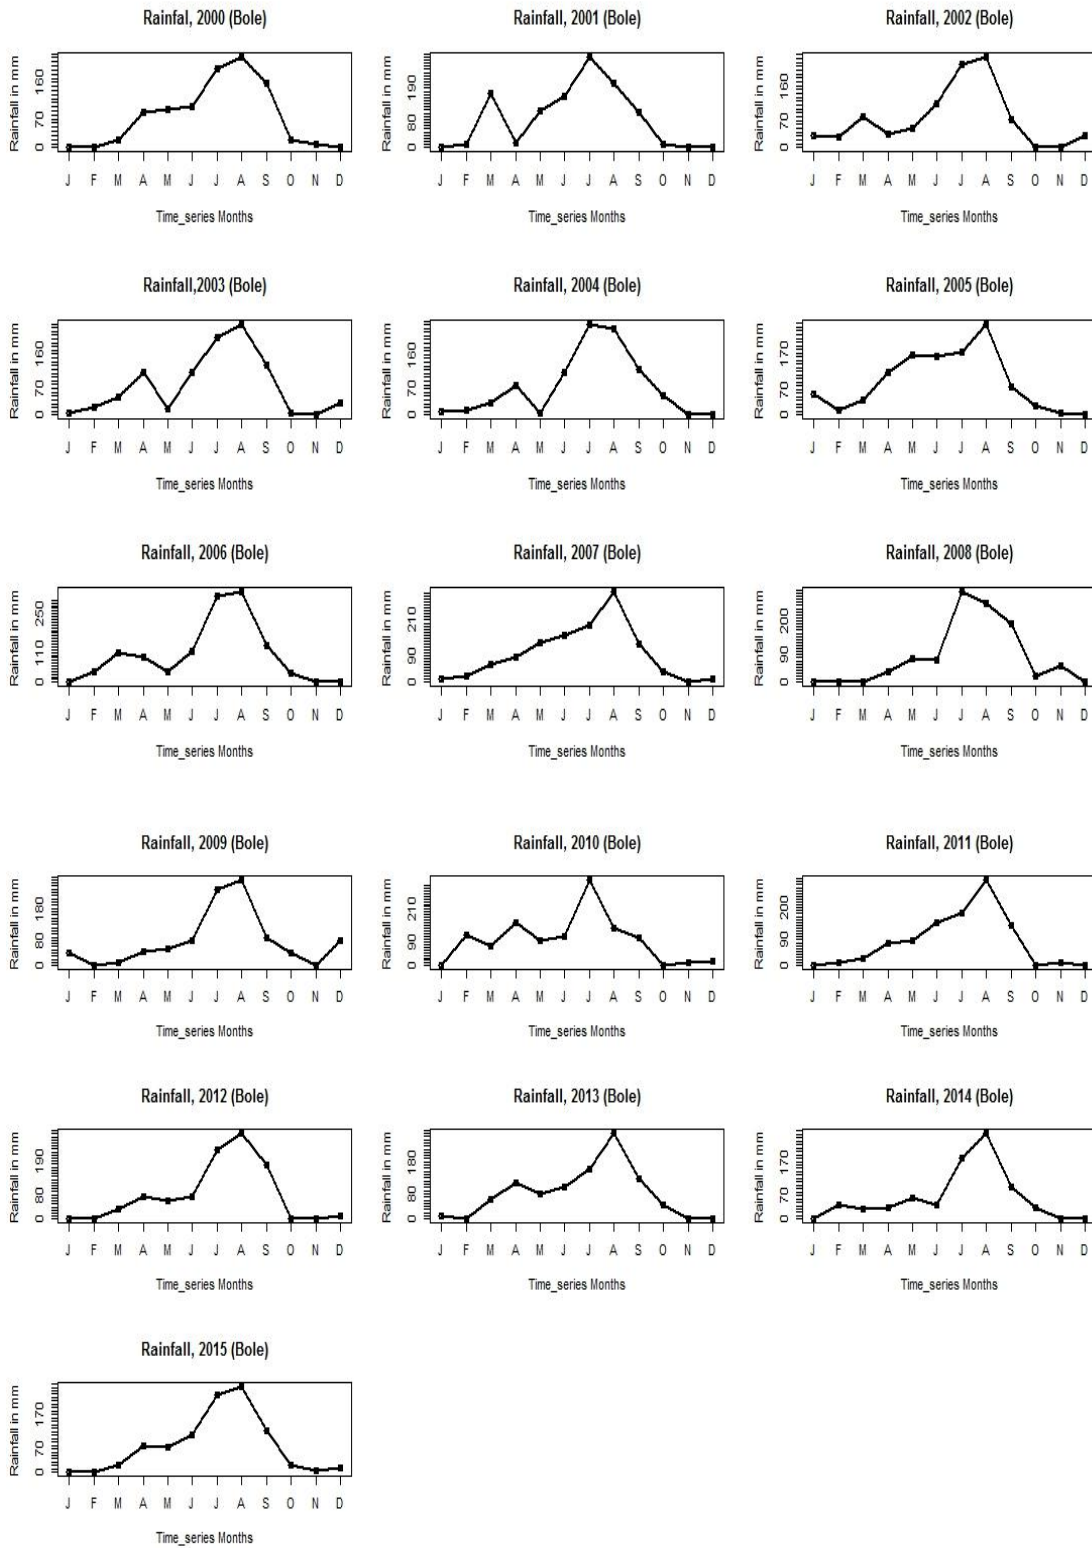 Rainfal, 2000 (Bole)
Rainfall in mm
0 70 160
J F M A M J J A S O N D
Time_series Months
Rainfall, 2001 (Bole)
Rainfall in mm
0 80 190
J F M A M J J A S O N D
Time_series Months
Rainfall, 2002 (Bole)
Rainfall in mm
0 70 160
J F M A M J J A S O N D
Time_series Months
Rainfall,2003 (Bole)
Rainfall in mm
0 70 160
J F M A M J J A S O N D
Time_series Months
Rainfall, 2004 (Bole)
Rainfall in mm
0 70 160
J F M A M J J A S O N D
Time_series Months
Rainfall, 2005 (Bole)
Rainfall in mm
0 70 170
J F M A M J J A S O N D
Time_series Months
Rainfall, 2006 (Bole)
Rainfall in mm
0 110 250
J F M A M J J A S O N D
Time_series Months
Rainfall, 2007 (Bole)
Rainfall in mm
0 90 210
J F M A M J J A S O N D
Time_series Months
Rainfall, 2008 (Bole)
Rainfall in mm
0 90 200
J F M A M J J A S O N D
Time_series Months
Rainfall, 2009 (Bole)
Rainfall in mm
0 80 180
J F M A M J J A S O N D
Time_series Months
Rainfall, 2010 (Bole)
Rainfall in mm
0 90 210
J F M A M J J A S O N D
Time_series Months
Rainfall, 2011 (Bole)
Rainfall in mm
0 90 200
J F M A M J J A S O N D
Time_series Months
Rainfall, 2012 (Bole)
Rainfall in mm
0 80 190
J F M A M J J A S O N D
Time_series Months
Rainfall, 2013 (Bole)
Rainfall in mm
0 80 180
J F M A M J J A S O N D
Time_series Months
Rainfall, 2014 (Bole)
Rainfall in mm
0 70 170
J F M A M J J A S O N D
Time_series Months
Rainfall, 2015 (Bole)
Rainfall in mm
0 70 170
J F M A M J J A S O N D
Time_series Months